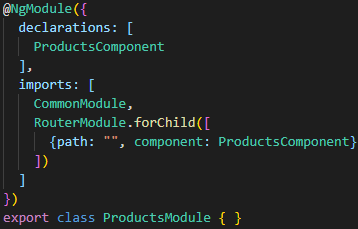 @NgModule({
  declarations: [
    ProductsComponent
  ],
  imports: [
    CommonModule,
    RouterModule.forChild([
      {path: "", component: ProductsComponent}
    ])
  ]
})
export class ProductsModule { }